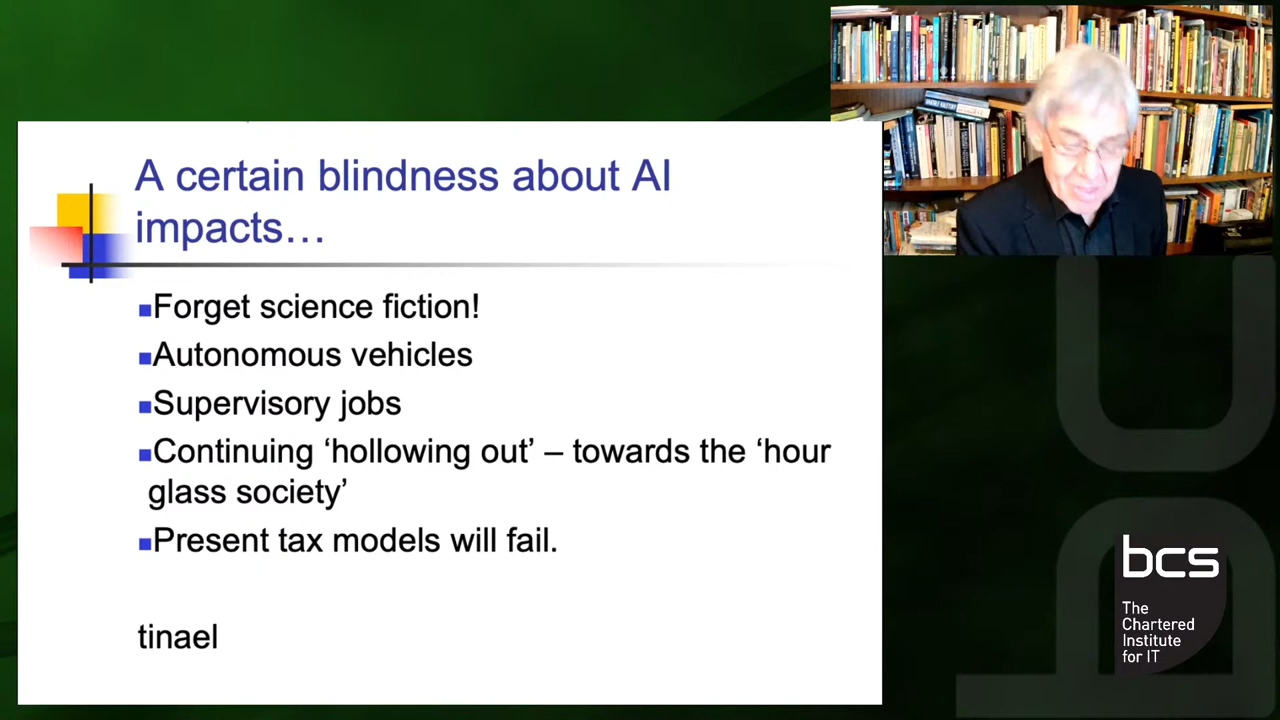 A certain blindness about AI
impacts…
Forget science fiction!
Autonomous vehicles
Supervisory jobs
Continuing ‘hollowing out’ – towards the ‘hour
glass society’
Present tax models will fail.
tinael
bcs
The
Chartered
Institute
for IT